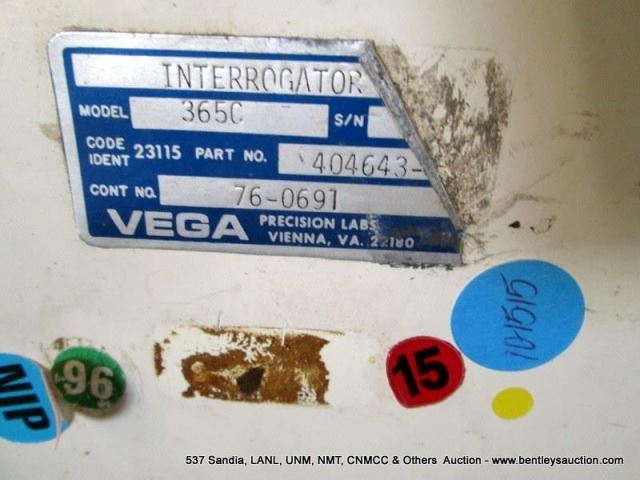 INTERROGATOR
MODEL 365C S/N
CODE IDENT 23115 PART NO. 404643-
CONT NO. 76-0691
VEGA PRECISION LABS
VIENNA, VA. 22180
NIP
96
15
101515
537 Sandia, LANL, UNM, NMT, CNMCC & Others Auction - www.bentleysauction.com